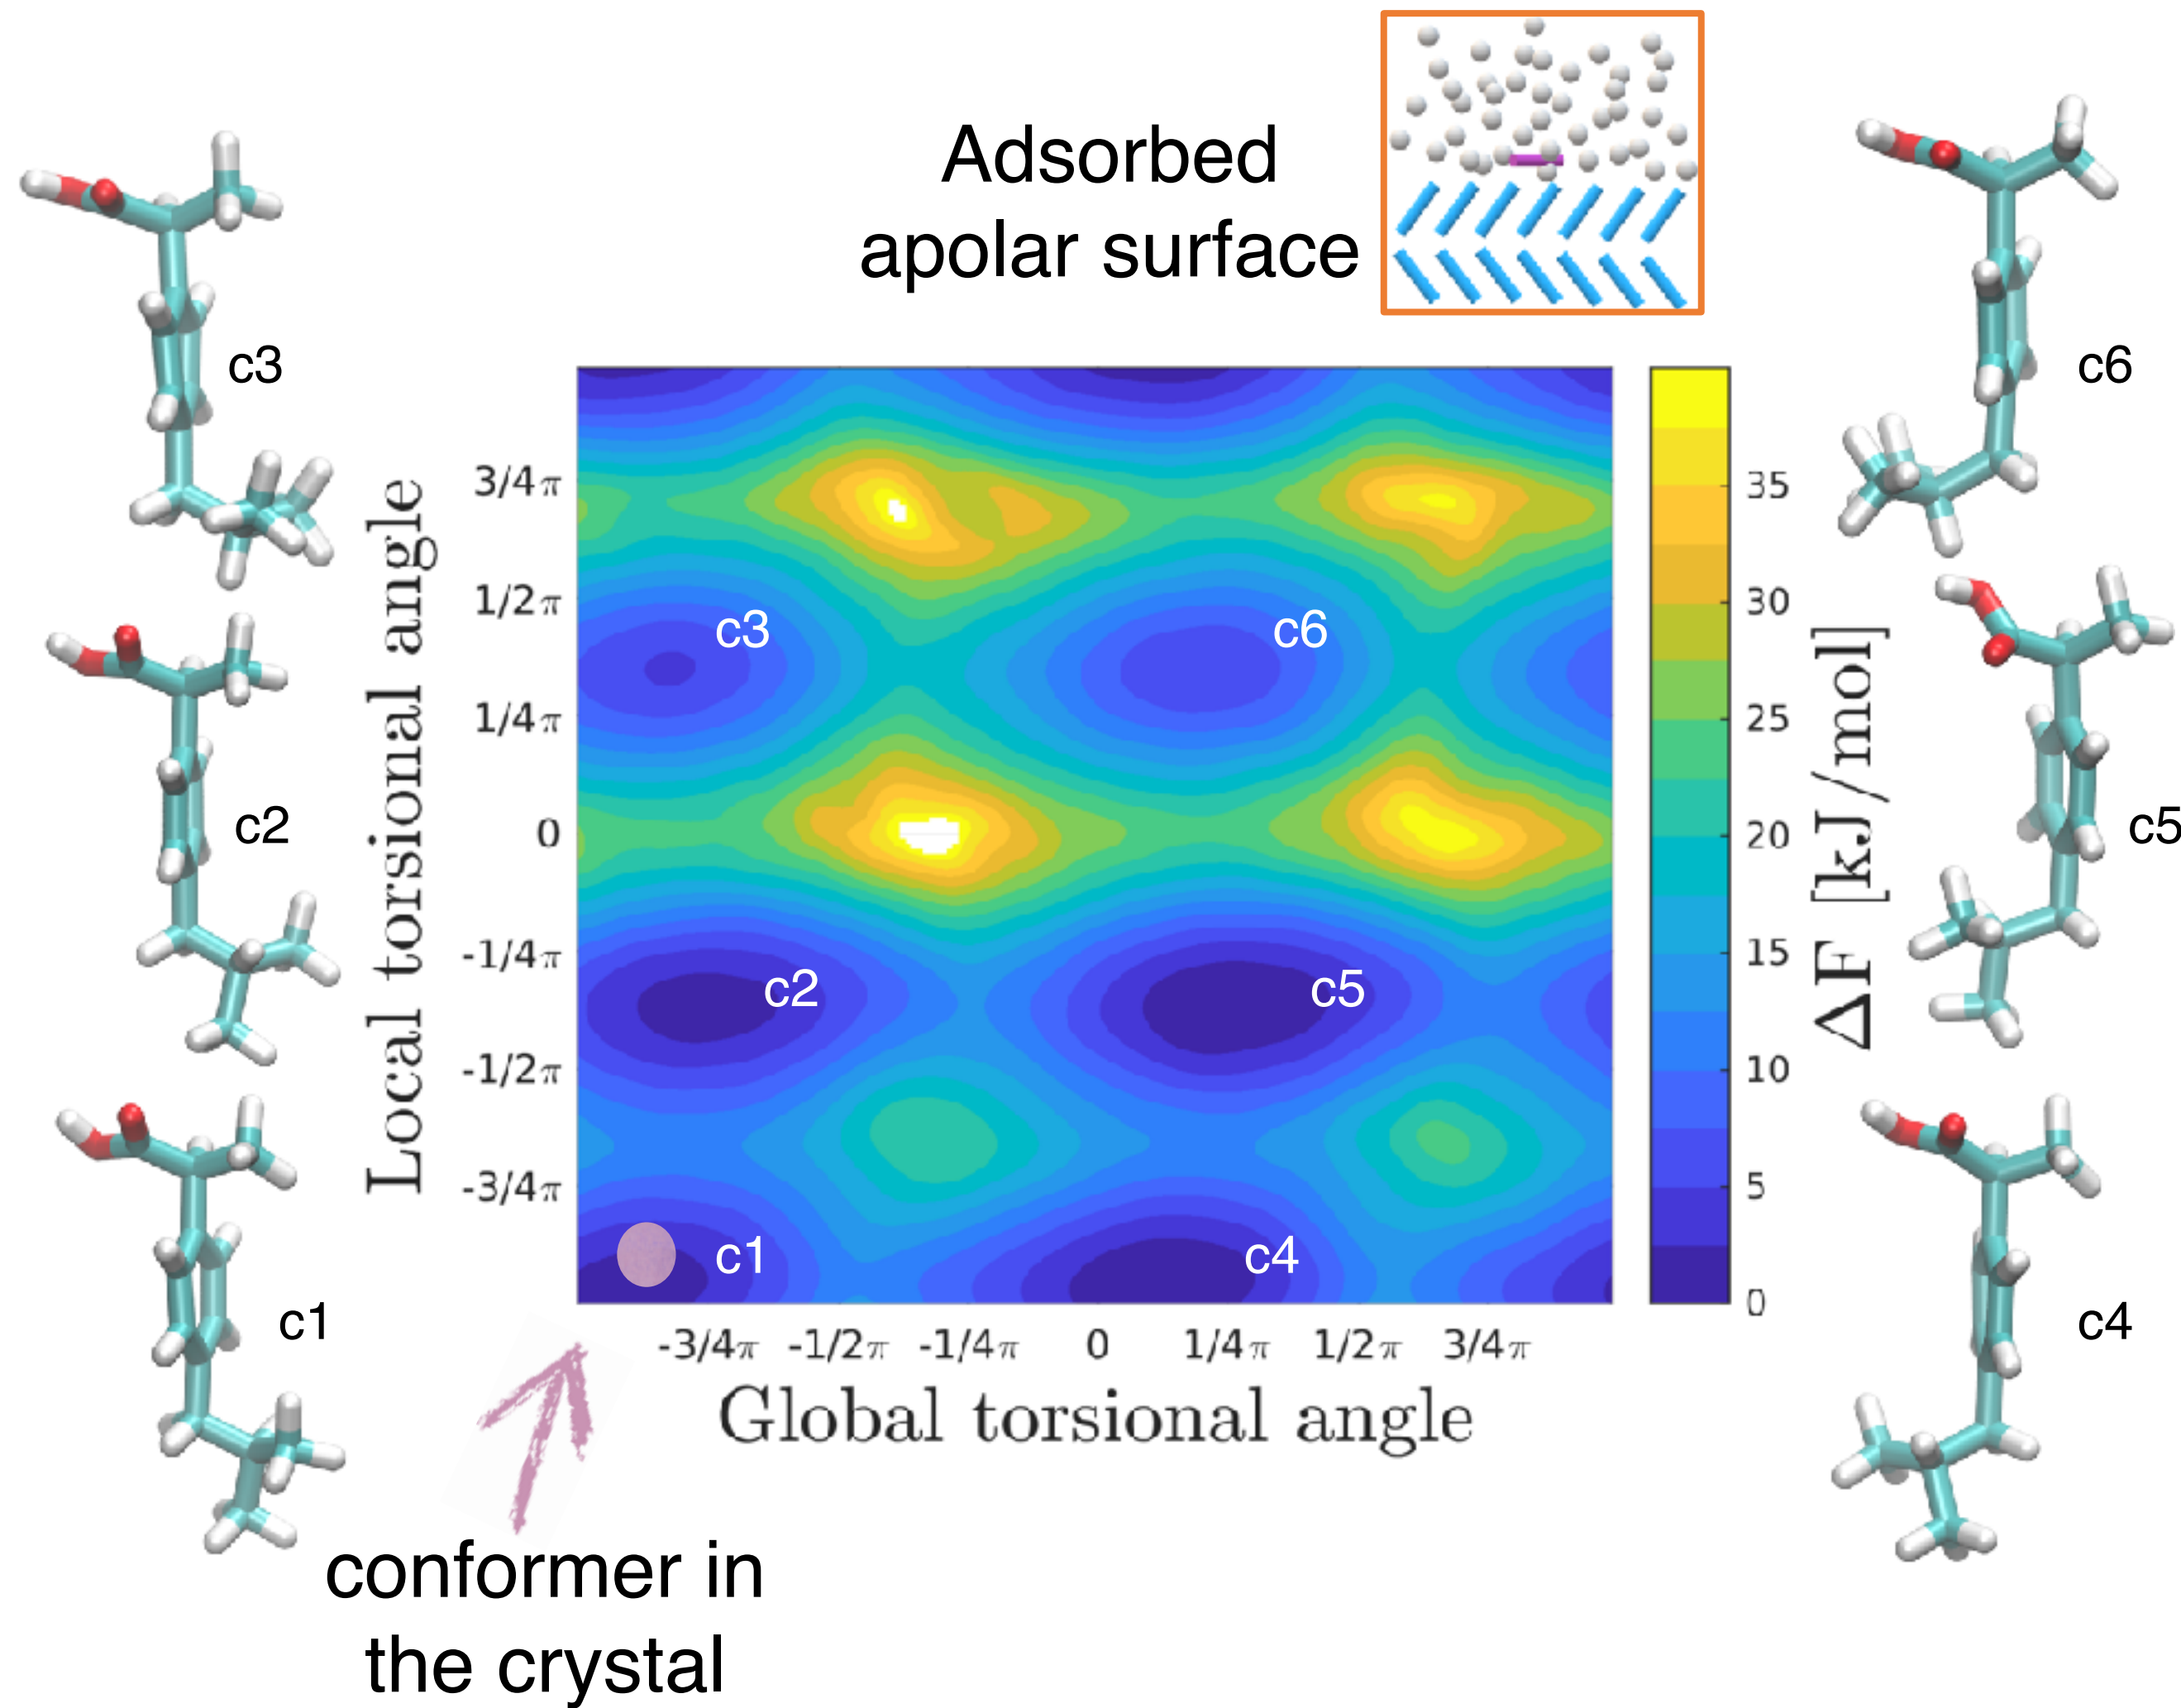 Adsorbed
apolar surface
c3
c6
c2
c5
c1
c4
Local torsional angle
3/4π
1/2π
1/4π
0
-1/4π
-1/2π
-3/4π
c3
c6
c2
c5
c1
c4
-3/4π -1/2π -1/4π 0 1/4π 1/2π 3/4π
Global torsional angle
35
30
25
20
15
10
5
0
ΔF [kJ/mol]
conformer in
the crystal